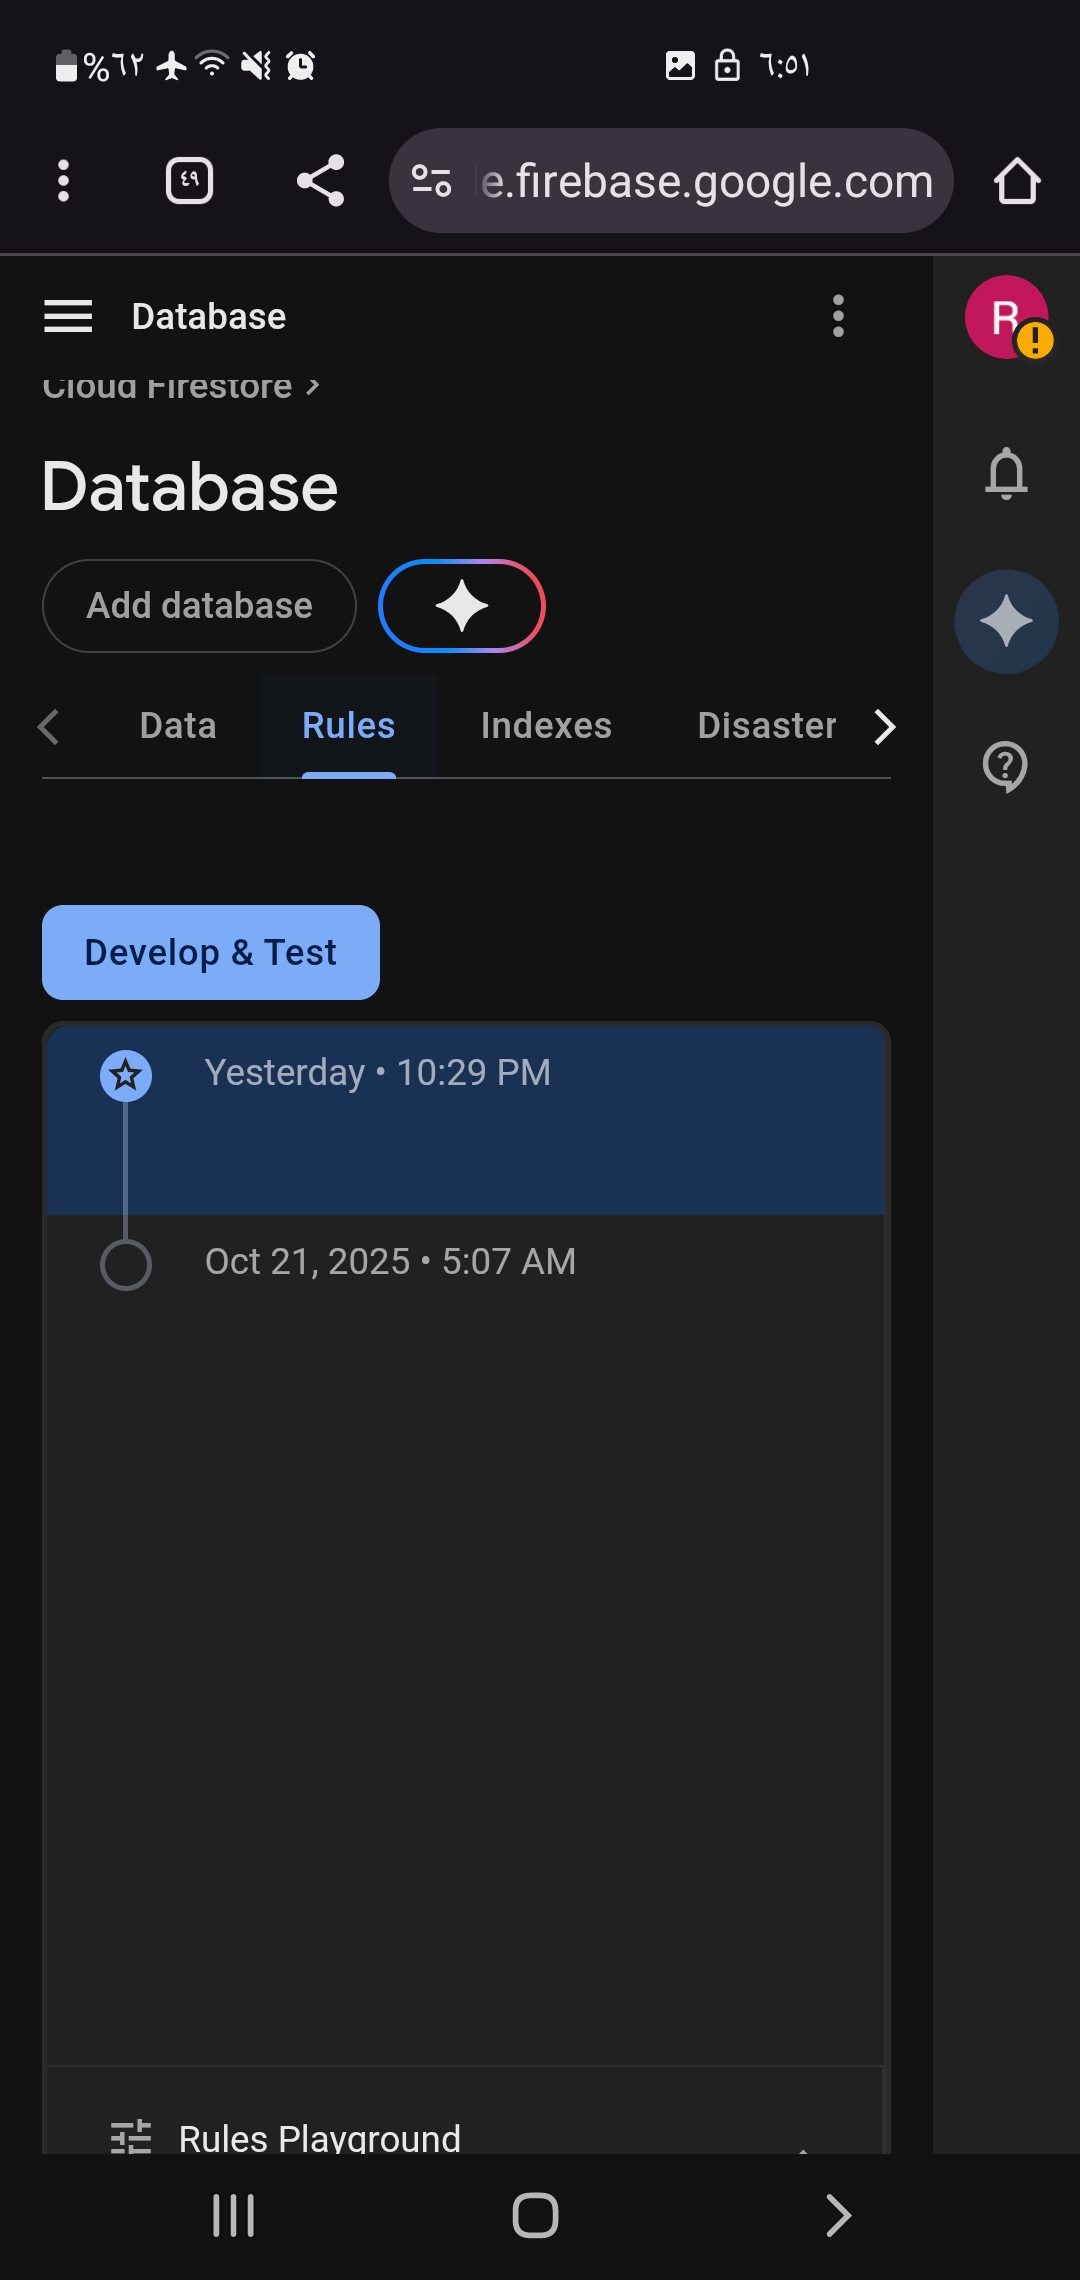 %٦٢
٦:٥١
٤٩
e.firebase.google.com
Database
R
Cloud Firestore
Database
Add database
Data
Rules
Indexes
Disaster
Develop & Test
Yesterday • 10:29 PM
Oct 21, 2025 • 5:07 AM
Rules Playground